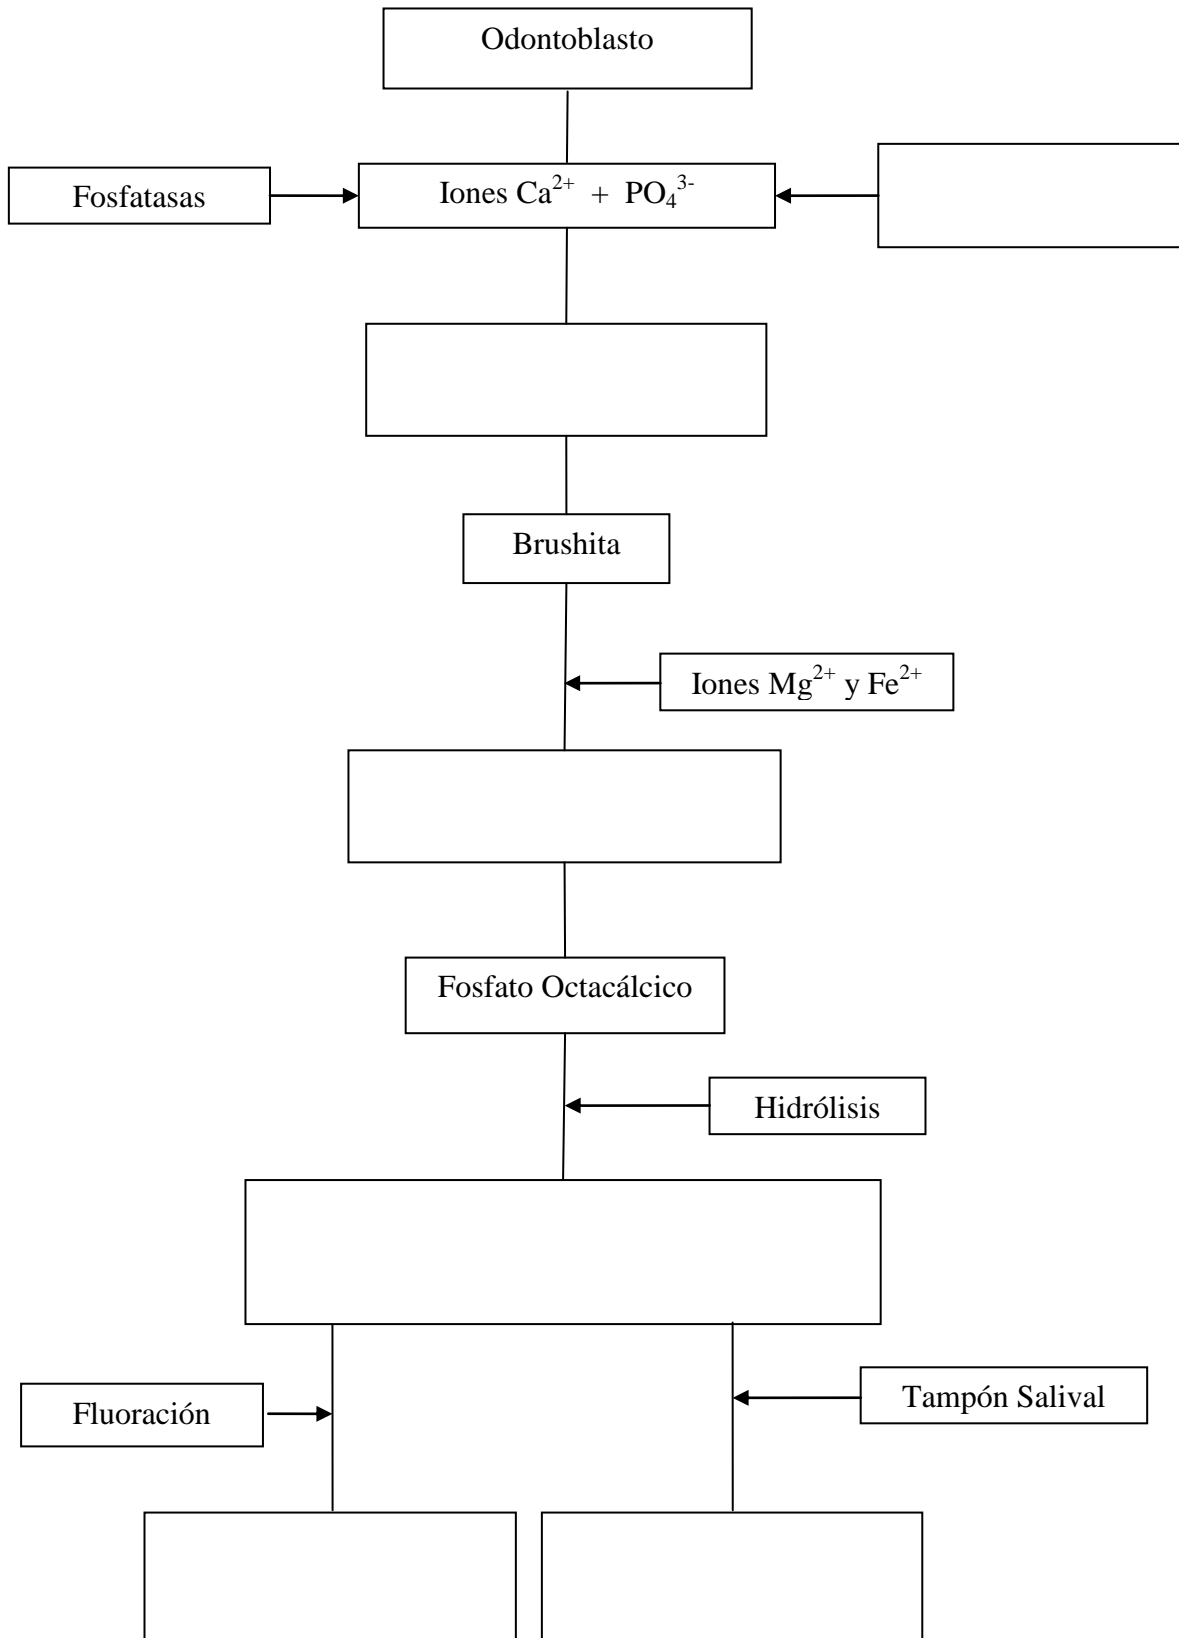 Odontoblasto
Fosfatasas
Iones Ca²⁺ + PO₄³⁻
Brushita
Iones Mg²⁺ y Fe²⁺
Fosfato Octacálcico
Hidrólisis
Fluoración
Tampón Salival